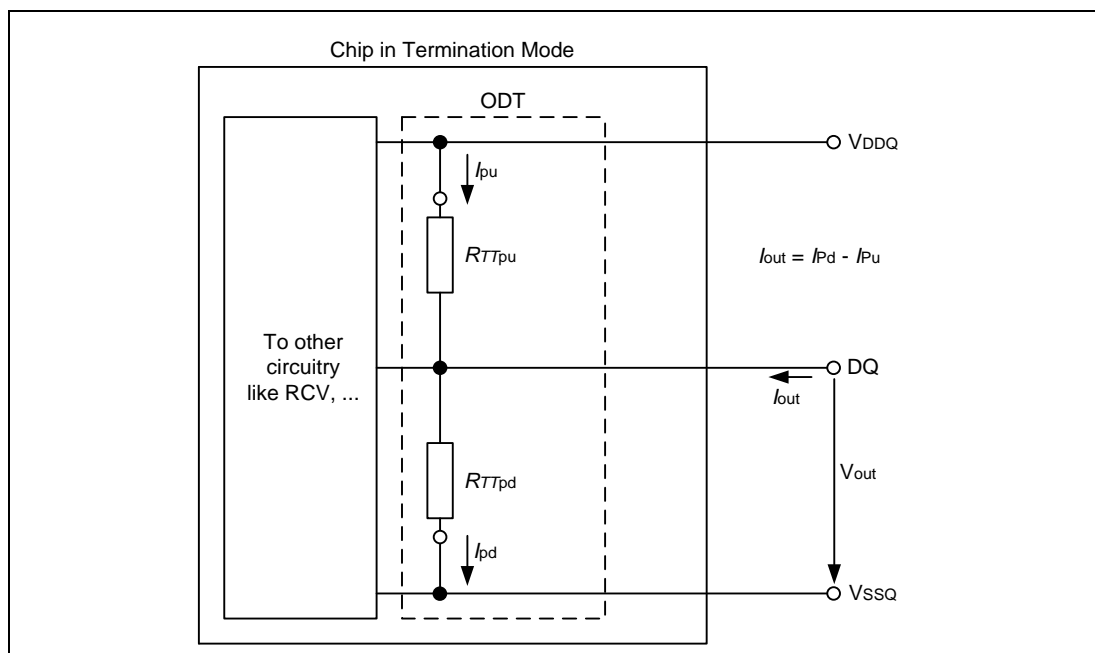 Chip in Termination Mode
ODT
VDDQ
Ipu
RTTpu
Iout = IPd - IPu
To other
circuitry
like RCV, ...
DQ
Iout
RTTpd
Vout
Ipd
VSSQ